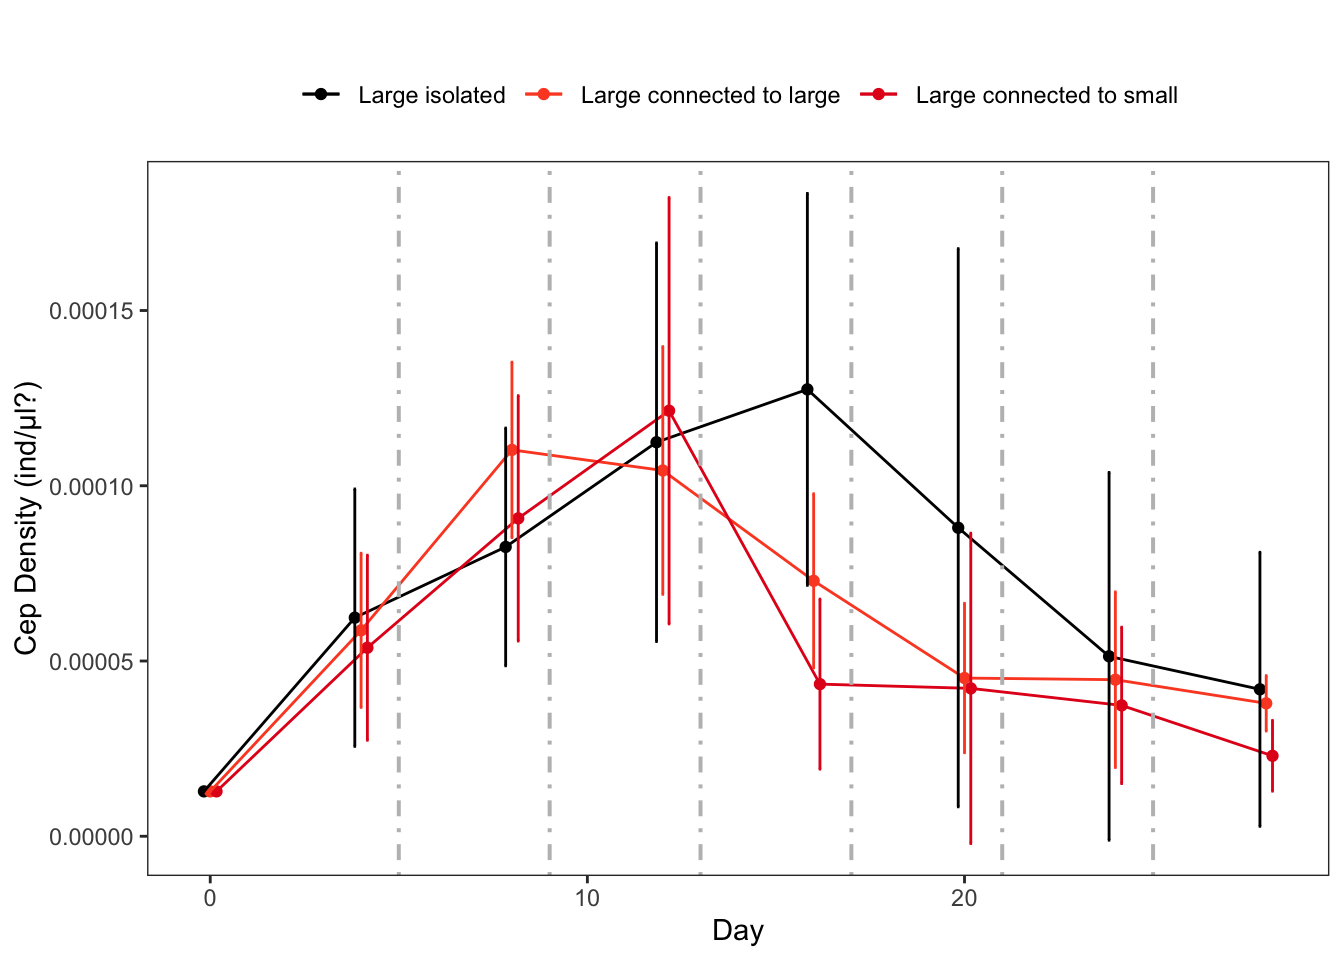 Large isolated Large connected to large Large connected to small
Cep Density (ind/μl?)
0.00015
0.00010
0.00005
0.00000
0 10 20
Day